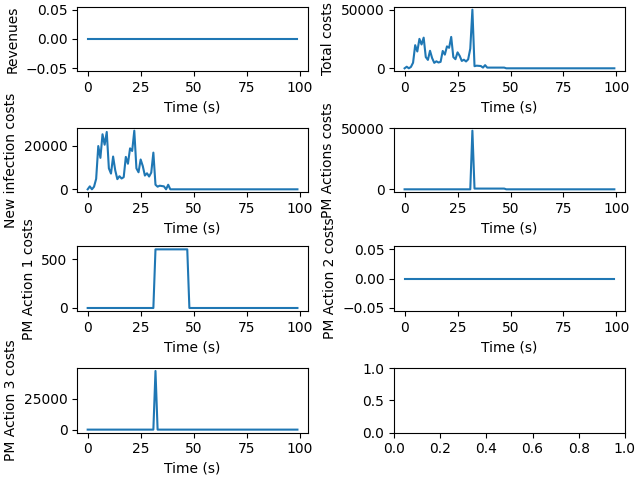 Revenues
0.05
0.00
−0.05
0 25 50 75 100
Time (s)
Total costs
50000
0
0 25 50 75 100
Time (s)
New infection costs
20000
0
0 25 50 75 100
Time (s)
PM Actions costs
50000
0
0 25 50 75 100
Time (s)
PM Action 1 costs
500
0
0 25 50 75 100
Time (s)
PM Action 2 costs
0.05
0.00
−0.05
0 25 50 75 100
Time (s)
PM Action 3 costs
25000
0
0 25 50 75 100
Time (s)
1.0
0.5
0.0
0.0 0.2 0.4 0.6 0.8 1.0